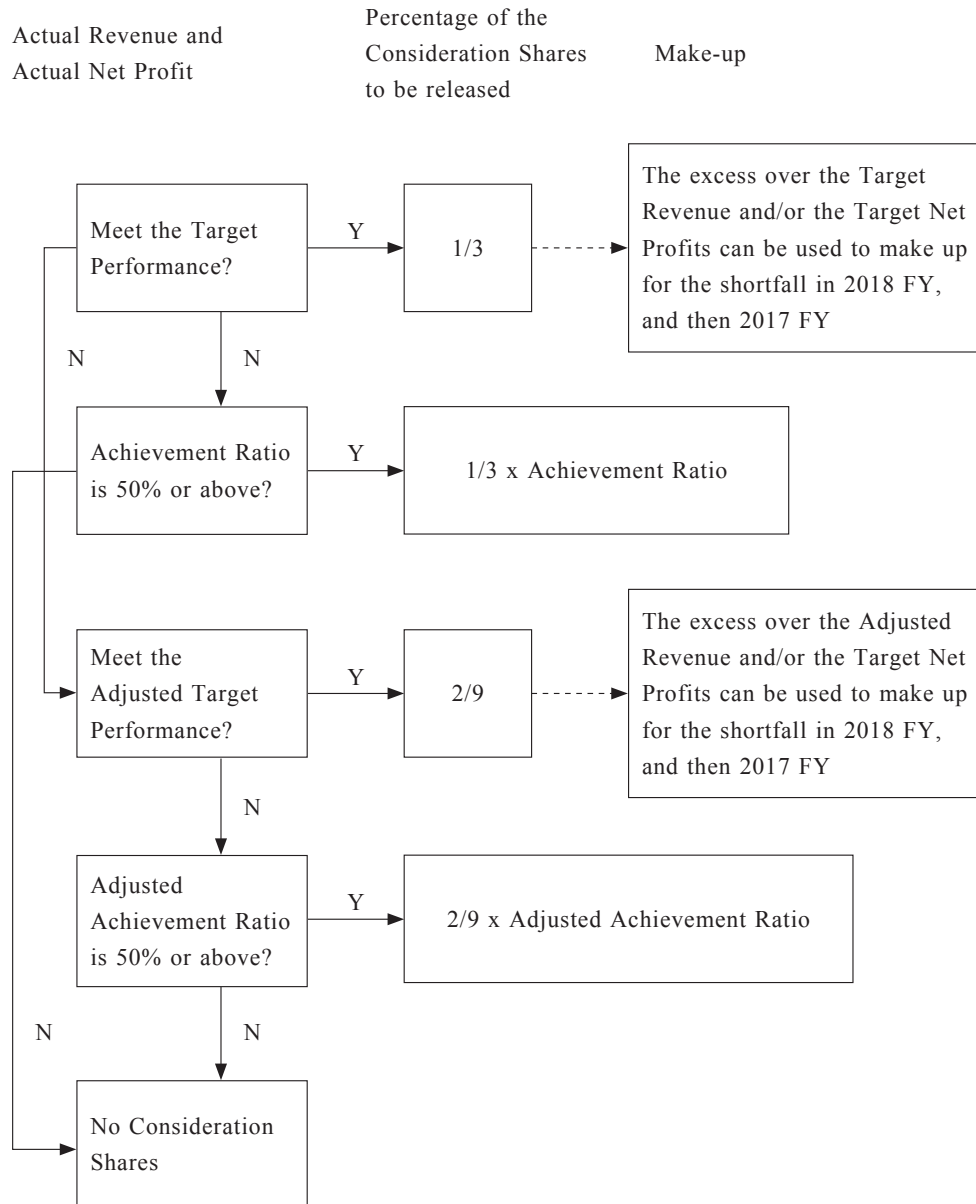 Actual Revenue and
Actual Net Profit
Percentage of the
Consideration Shares
to be released
Make-up
Meet the Target
Performance?
Y
1/3
The excess over the Target
Revenue and/or the Target Net
Profits can be used to make up
for the shortfall in 2018 FY,
and then 2017 FY
N
N
Achievement Ratio
is 50% or above?
Y
1/3 x Achievement Ratio
Meet the
Adjusted Target
Performance?
Y
2/9
The excess over the Adjusted
Revenue and/or the Target Net
Profits can be used to make up
for the shortfall in 2018 FY,
and then 2017 FY
N
Adjusted
Achievement Ratio
is 50% or above?
Y
2/9 x Adjusted Achievement Ratio
N
N
No Consideration
Shares